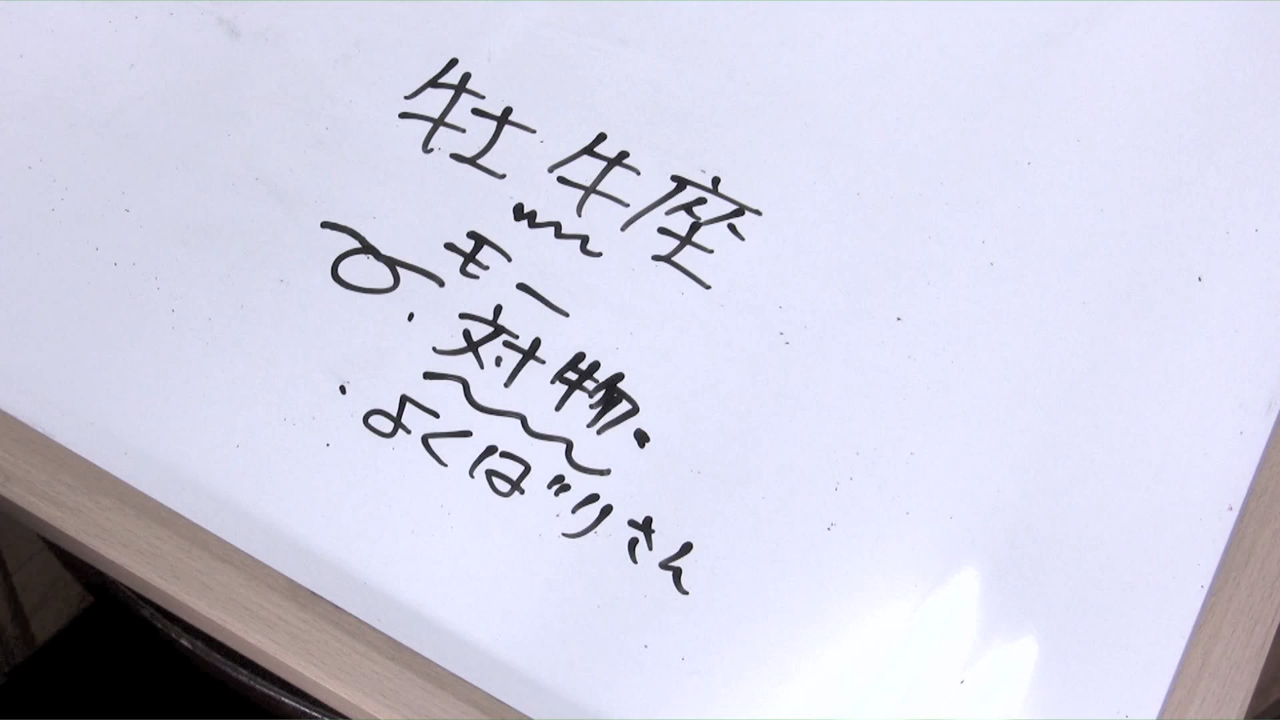 牡牛座
モー
♉
・対物。
・よくばりさん